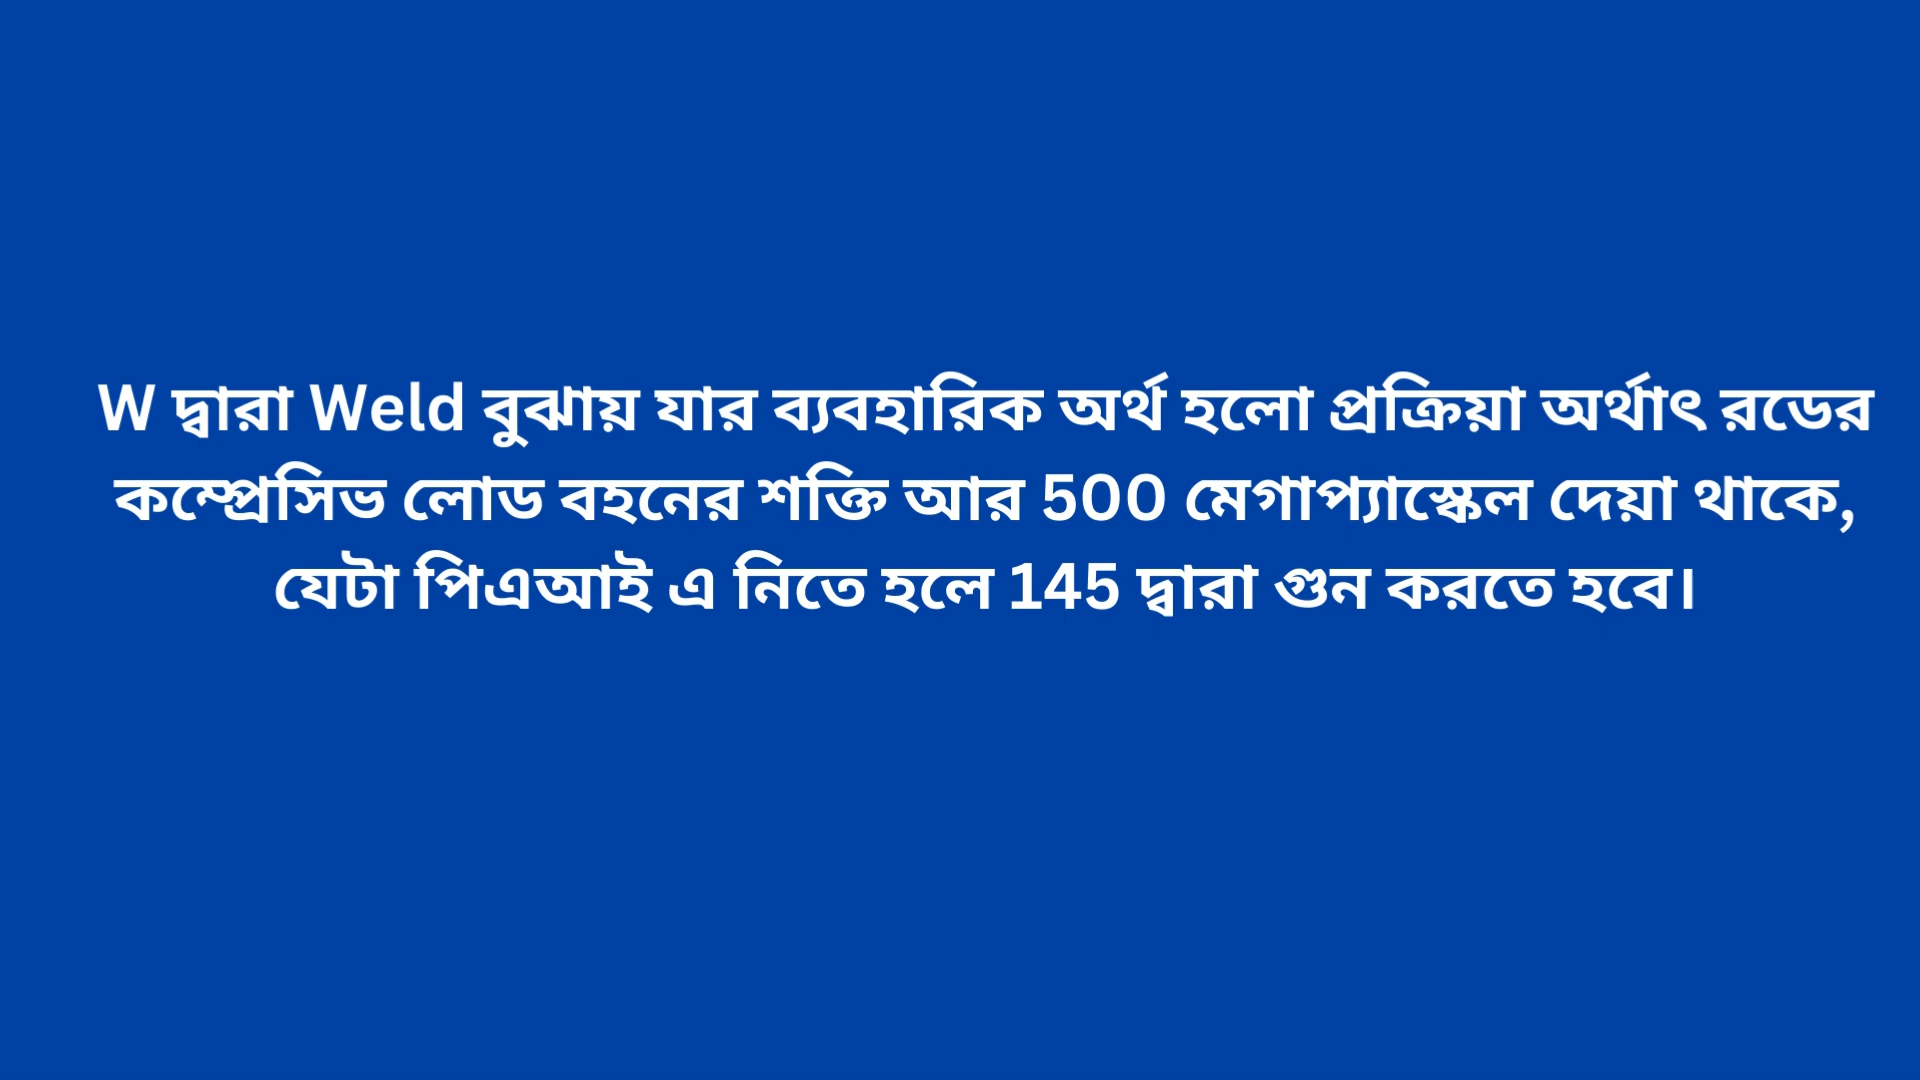 W দ্বারা Weld বুঝায় যার ব্যবহারিক অর্থ হলো প্রক্রিয়া অর্থাৎ রডের
কম্প্রেসিভ লোড বহনের শক্তি আর 500 মেগাপ্যাস্কেল দেয়া থাকে,
যেটা পিএআই এ নিতে হলে 145 দ্বারা গুন করতে হবে।